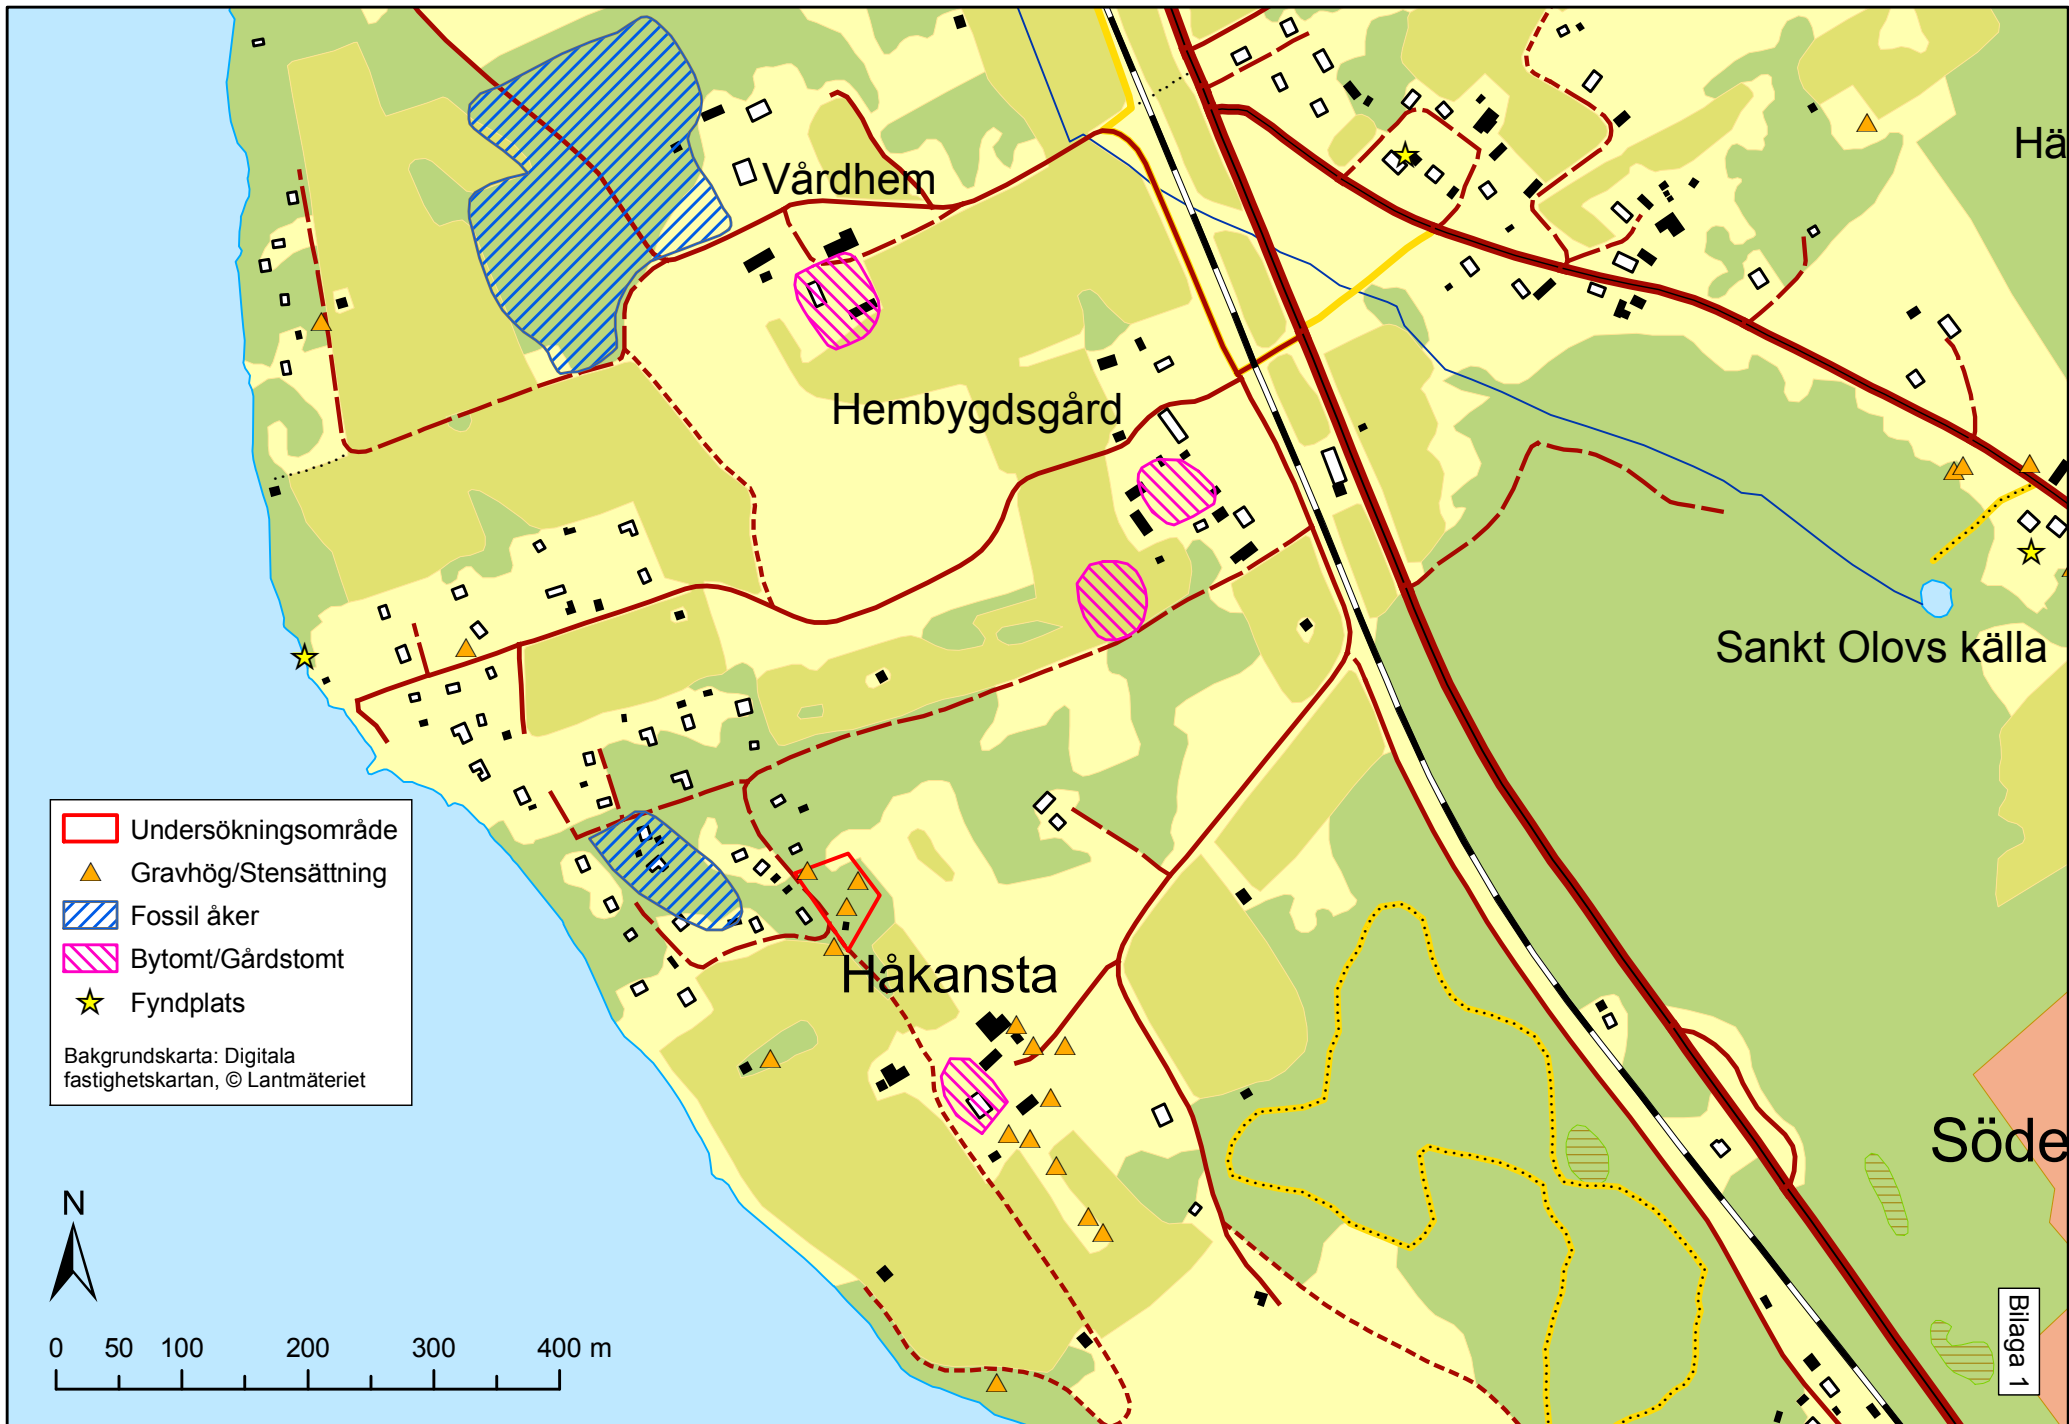 Hä
Vårdhem
Hembygdsgård
Sankt Olovs källa
Undersökningsområde
Gravhög/Stensättning
Fossil åker
Bytomt/Gårdstomt
Fyndplats
Bakgrundskarta: Digitala
fastighetskartan, © Lantmäteriet
Håkansta
Söde
N
0 50 100 200 300 400 m
Bilaga 1